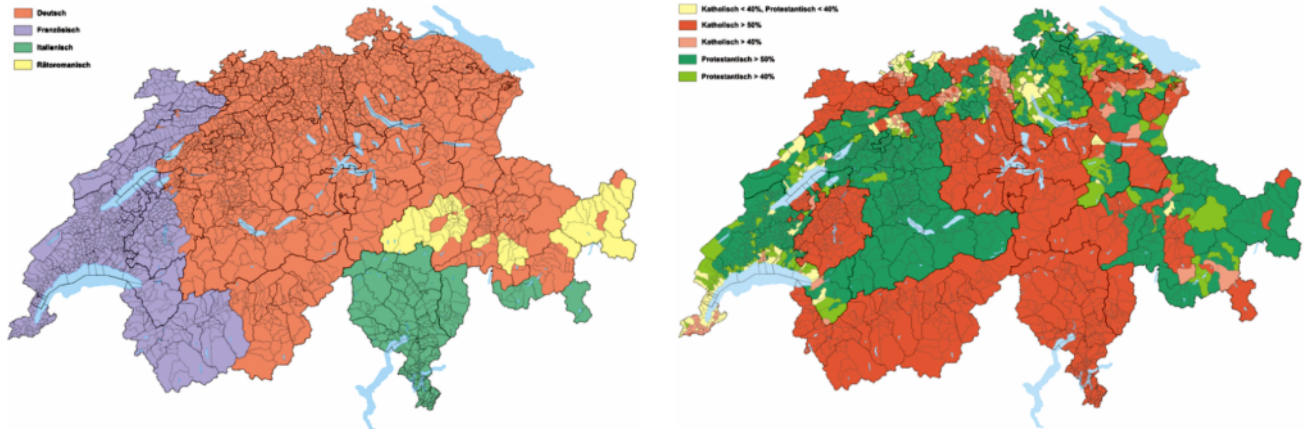 Deutsch
Französisch
Italienisch
Rätoromanisch
Katholisch < 40%, Protestantisch < 40%
Katholisch > 50%
Katholisch > 40%
Protestantisch > 50%
Protestantisch > 40%